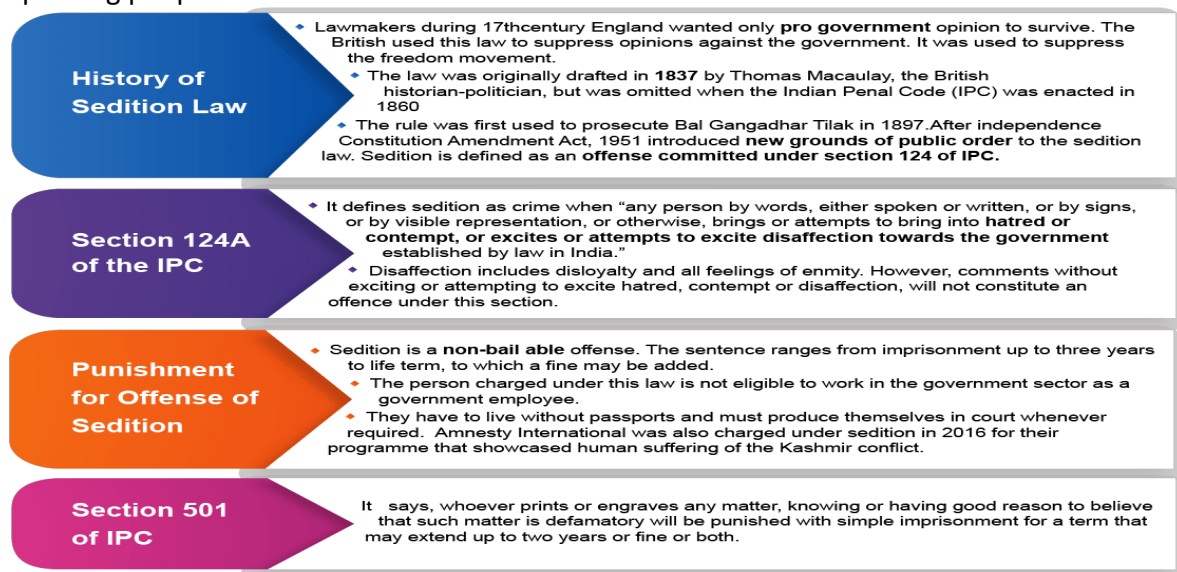 History of
Sedition Law
Lawmakers during 17thcentury England wanted only pro government opinion to survive. The
British used this law to suppress opinions against the government. It was used to suppress
the freedom movement.
The law was originally drafted in 1837 by Thomas Macaulay, the British
historian-politician, but was omitted when the Indian Penal Code (IPC) was enacted in
1860
The rule was first used to prosecute Bal Gangadhar Tilak in 1897.After independence
Constitution Amendment Act, 1951 introduced new grounds of public order to the sedition
law. Sedition is defined as an offense committed under section 124 of IPC.
Section 124A
of the IPC
It defines sedition as crime when “any person by words, either spoken or written, or by signs,
or by visible representation, or otherwise, brings or attempts to bring into hatred or
contempt, or excites or attempts to excite disaffection towards the government
established by law in India.”
Disaffection includes disloyalty and all feelings of enmity. However, comments without
exciting or attempting to excite hatred, contempt or disaffection, will not constitute an
offence under this section.
Punishment
for Offense of
Sedition
Sedition is a non-bail able offense. The sentence ranges from imprisonment up to three years
to life term, to which a fine may be added.
The person charged under this law is not eligible to work in the government sector as a
government employee.
They have to live without passports and must produce themselves in court whenever
required. Amnesty International was also charged under sedition in 2016 for their
programme that showcased human suffering of the Kashmir conflict.
Section 501
of IPC
It says, whoever prints or engraves any matter, knowing or having good reason to believe
that such matter is defamatory will be punished with simple imprisonment for a term that
may extend up to two years or fine or both.